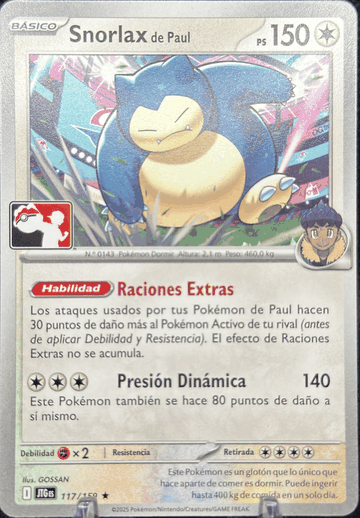 BÁSICO
Snorlax de Paul PS 150
N.º 0143 Pokémon Dormir Altura: 2,1 m Peso: 460,0 kg
Habilidad Raciones Extras
Los ataques usados por tus Pokémon de Paul hacen
30 puntos de daño más al Pokémon Activo de tu rival (antes
de aplicar Debilidad y Resistencia). El efecto de Raciones
Extras no se acumula.
Presión Dinámica 140
Este Pokémon también se hace 80 puntos de daño a
sí mismo.
Debilidad × 2 Resistencia Retirada
Ilus. GOSSAN
I JTG ES 117/159 ★
Este Pokémon es un glotón que lo único que
hace aparte de comer es dormir. Puede ingerir
hasta 400 kg de comida en un solo día.
©2025 Pokémon/Nintendo/Creatures/GAME FREAK